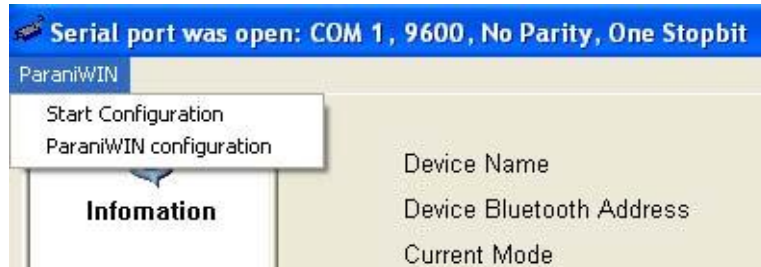 Serial port was open: COM 1, 9600, No Parity, One Stopbit
ParaniWIN
Start Configuration
ParaniWIN configuration
Infomation
Device Name
Device Bluetooth Address
Current Mode